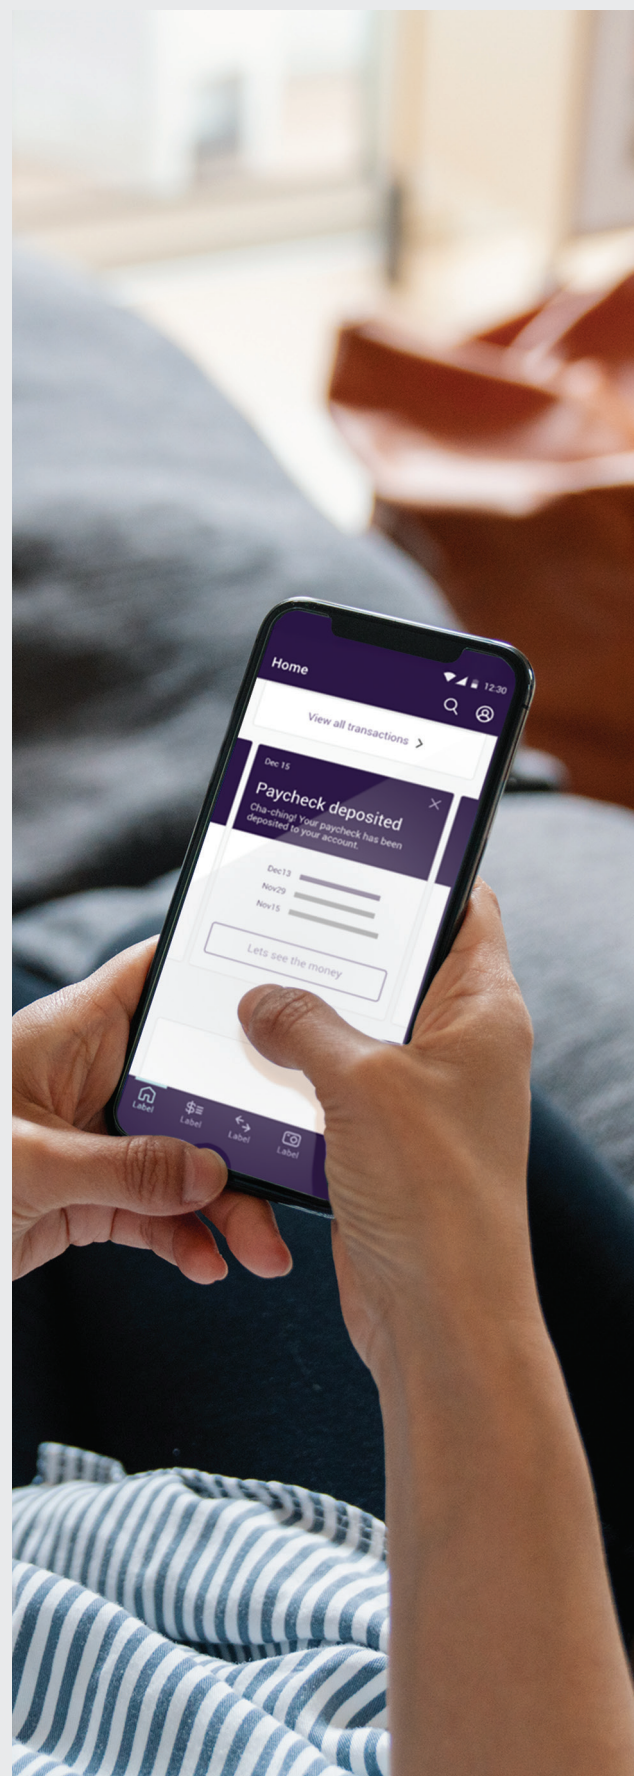 12:30
Home
View all transactions
Dec 15
Paycheck deposited
Cha-ching! Your paycheck has been
deposited to your account.
Dec13
Nov29
Nov15
Lets see the money
Label
Label
Label
Label